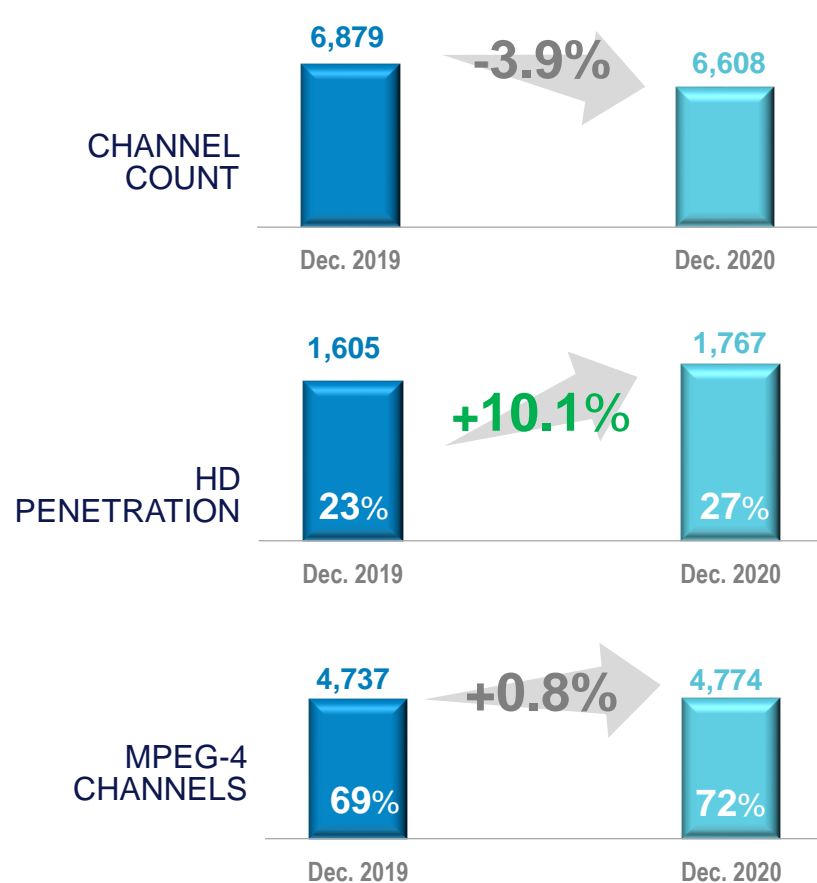 6,879
-3.9%
6,608
CHANNEL
COUNT
Dec. 2019
Dec. 2020
1,605
+10.1%
1,767
HD
PENETRATION
23%
27%
Dec. 2019
Dec. 2020
4,737
+0.8%
4,774
MPEG-4
CHANNELS
69%
72%
Dec. 2019
Dec. 2020